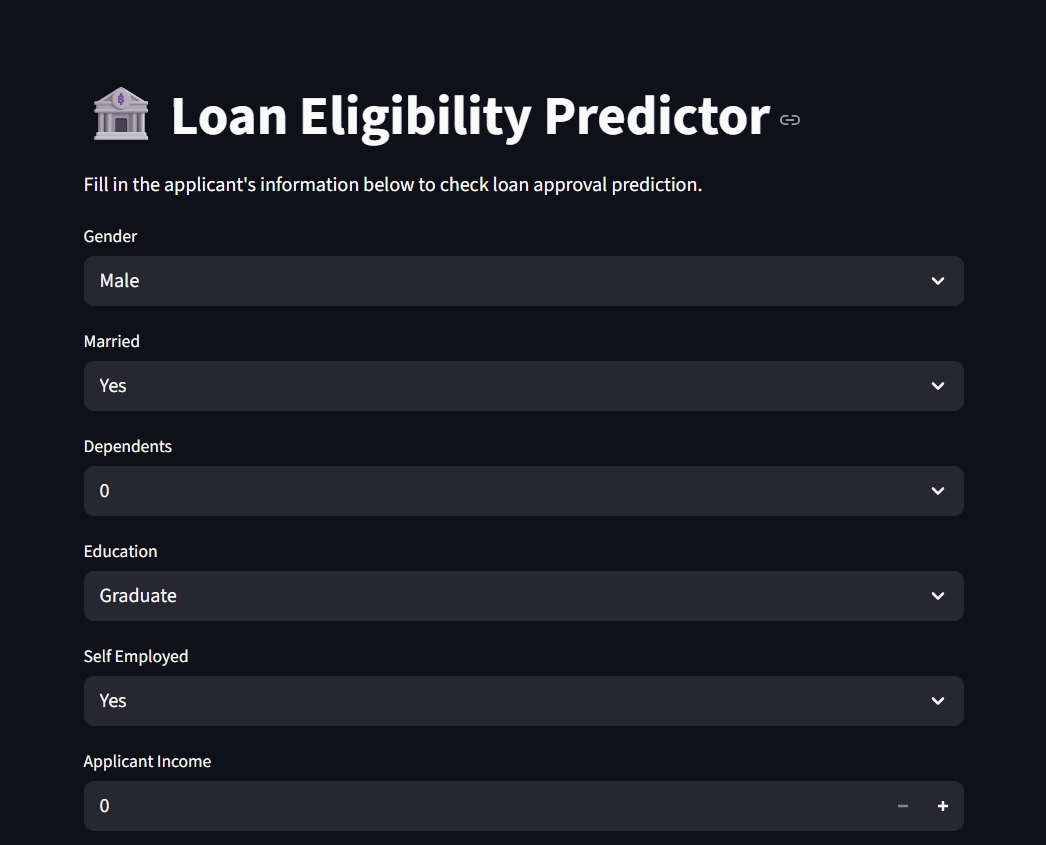 Loan Eligibility Predictor
Fill in the applicant's information below to check loan approval prediction.
Gender
Male
Married
Yes
Dependents
0
Education
Graduate
Self Employed
Yes
Applicant Income
0